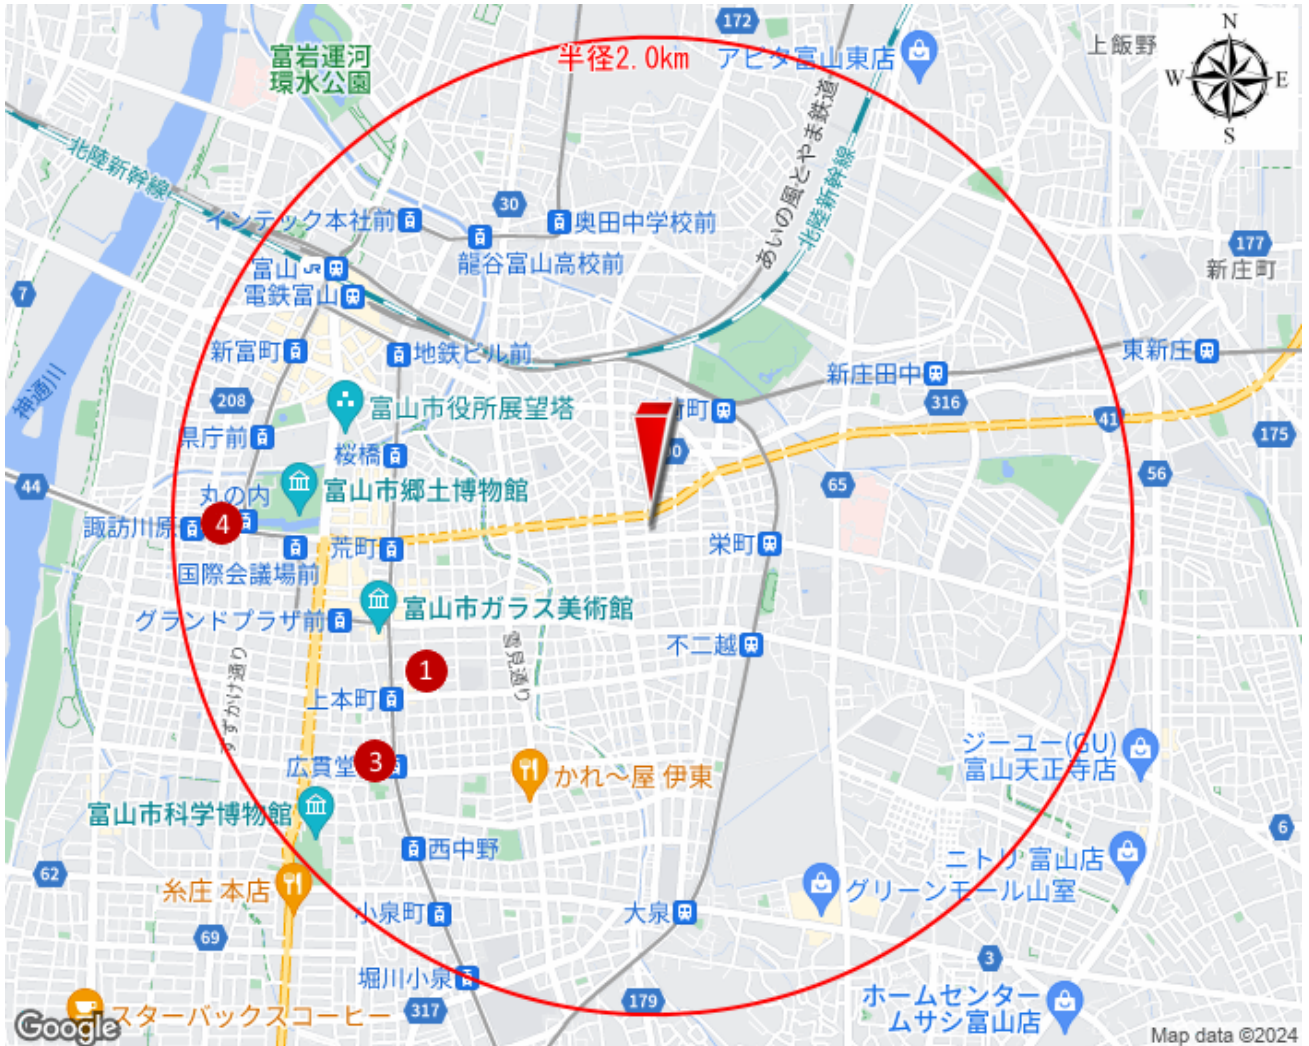 172
上飯野
N
富岩運河
環水公園
半径2.0km
アピタ富山東店
W
E
S
北陸新幹線
あいの風とやま鉄道
北陸新幹線
30
インテック本社前
奥田中学校前
177
龍谷富山高校前
新庄町
富山
JR
7
電鉄富山
新富町
地鉄ビル前
東新庄
新庄田中
神通川
208
富山市役所展望塔
町
316
41
県庁前
175
桜橋
0
56
44
丸の内
富山市郷土博物館
65
諏訪川原
4
荒町
栄町
国際会議場前
グランドプラザ前
富山市ガラス美術館
不二越
雪見通り
すずかけ通り
1
上本町
広貫堂
3
ジーユー(GU)
富山天正寺店
かれ〜屋 伊東
富山市科学博物館
6
西中野
62
ニトリ 富山店
糸庄 本店
グリーンモール山室
小泉町
大泉
69
3
堀川小泉
179
317
ホームセンター
ムサシ富山店
スターバックスコーヒー
Google
Map data ©2024